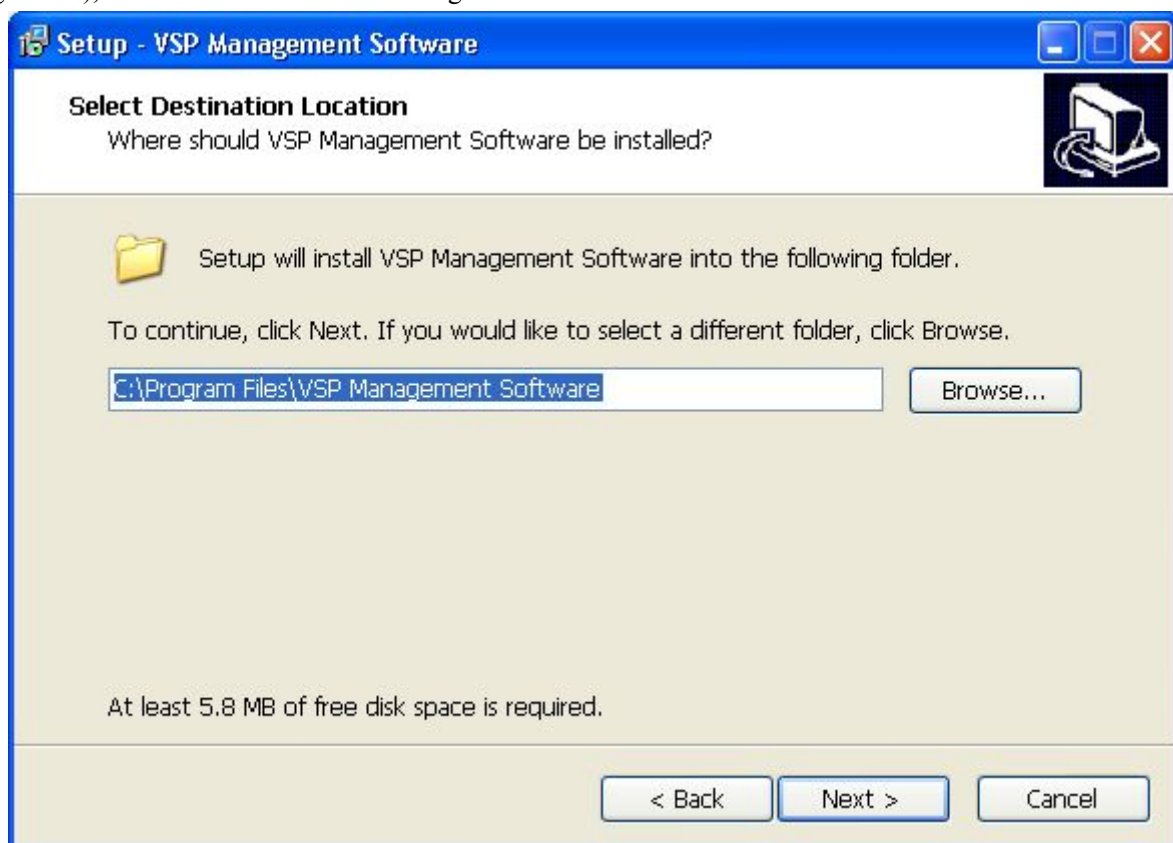 Setup - VSP Management Software
Select Destination Location
Where should VSP Management Software be installed?
Setup will install VSP Management Software into the following folder.
To continue, click Next. If you would like to select a different folder, click Browse.
C:\Program Files\VSP Management Software
Browse...
At least 5.8 MB of free disk space is required.
< Back
Next >
Cancel